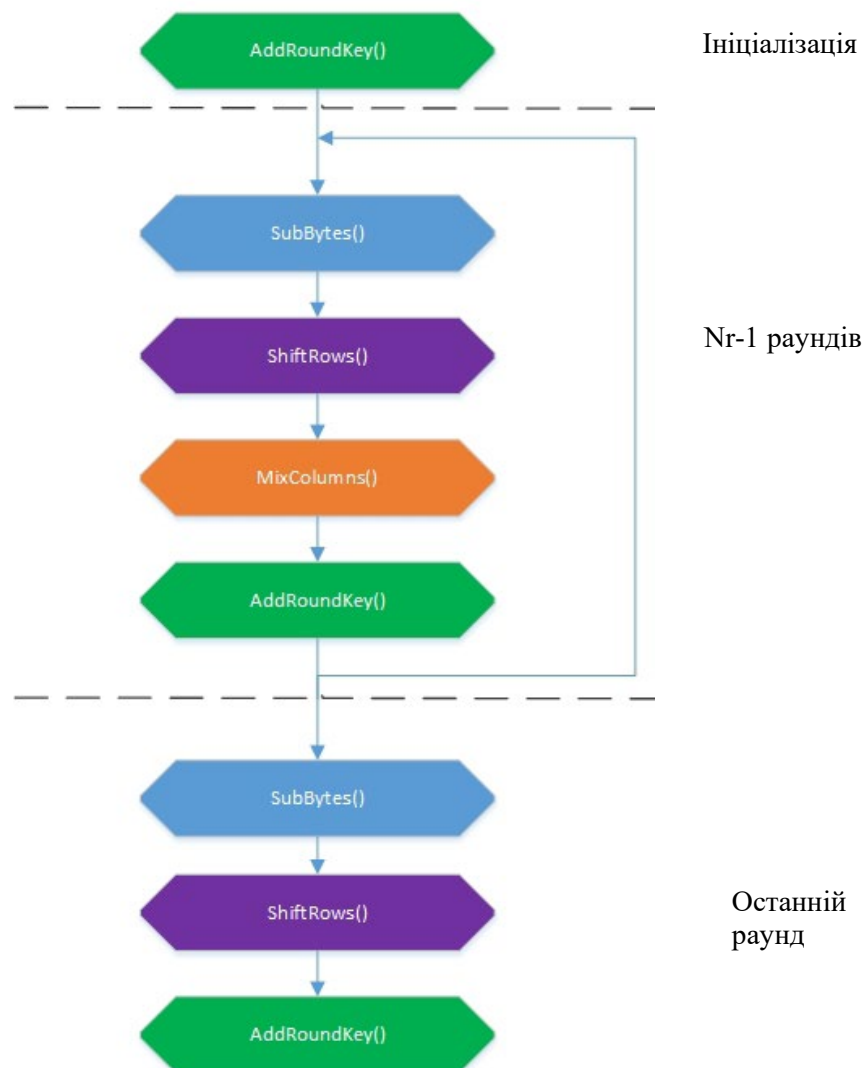 AddRoundKey()
Ініціалізація
SubBytes()
ShiftRows()
Nr-1 раундів
MixColumns()
AddRoundKey()
SubBytes()
ShiftRows()
Останній
раунд
AddRoundKey()